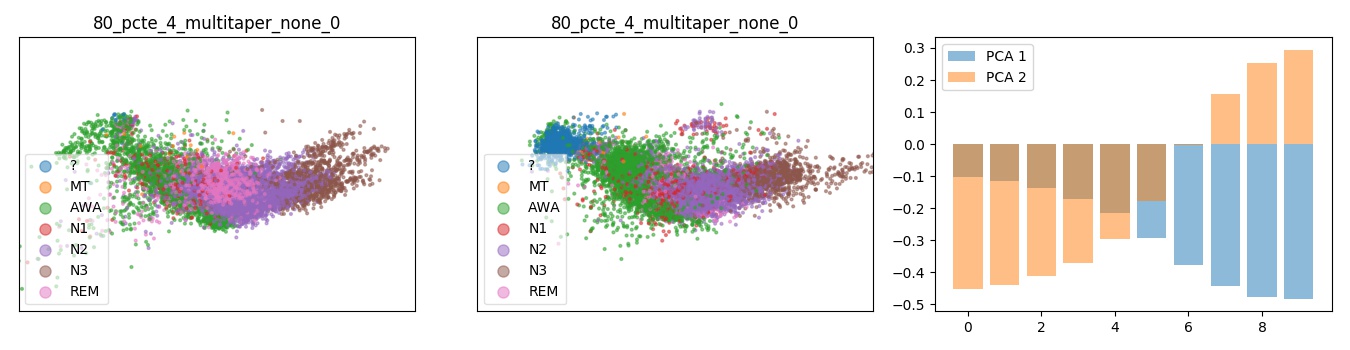 80_pcte_4_multitaper_none_0
?
MT
AWA
N1
N2
N3
REM
80_pcte_4_multitaper_none_0
?
MT
AWA
N1
N2
N3
REM
PCA 1
PCA 2
0.3
0.2
0.1
0.0
−0.1
−0.2
−0.3
−0.4
−0.5
0 2 4 6 8